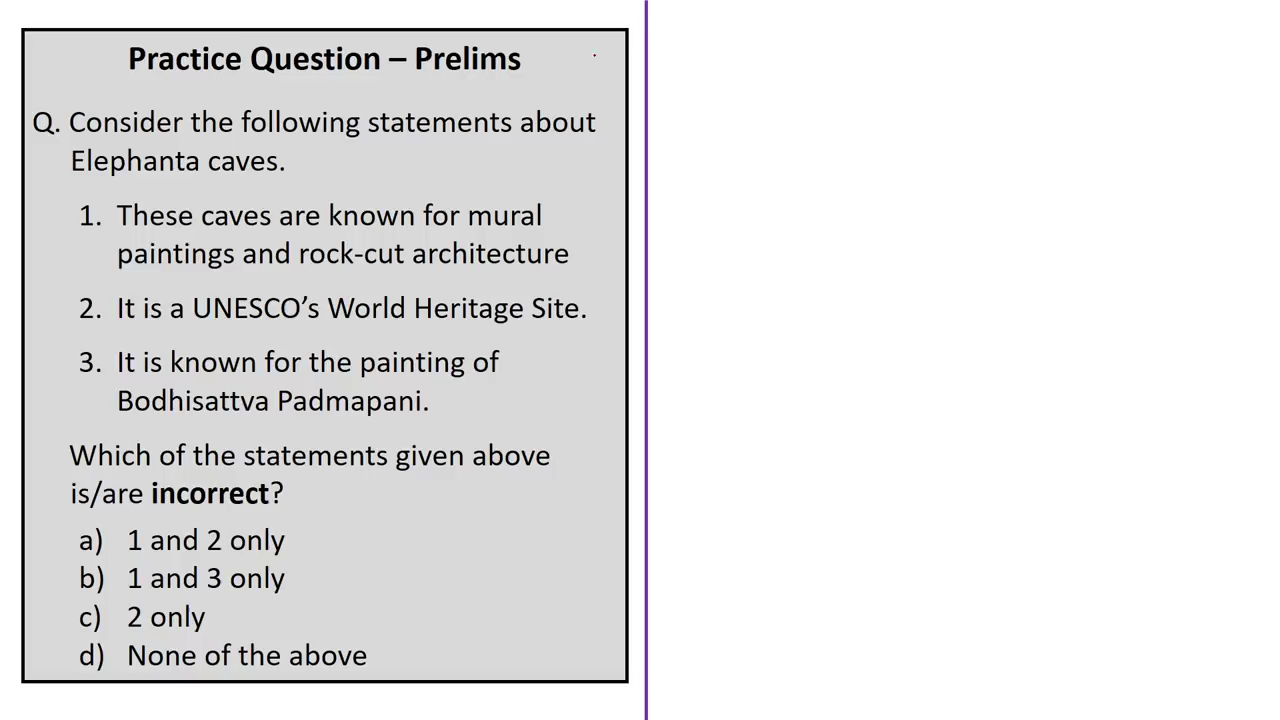 Practice Question – Prelims
Q. Consider the following statements about
Elephanta caves.
1. These caves are known for mural
paintings and rock-cut architecture
2. It is a UNESCO’s World Heritage Site.
3. It is known for the painting of
Bodhisattva Padmapani.
Which of the statements given above
is/are incorrect?
a) 1 and 2 only
b) 1 and 3 only
c) 2 only
d) None of the above